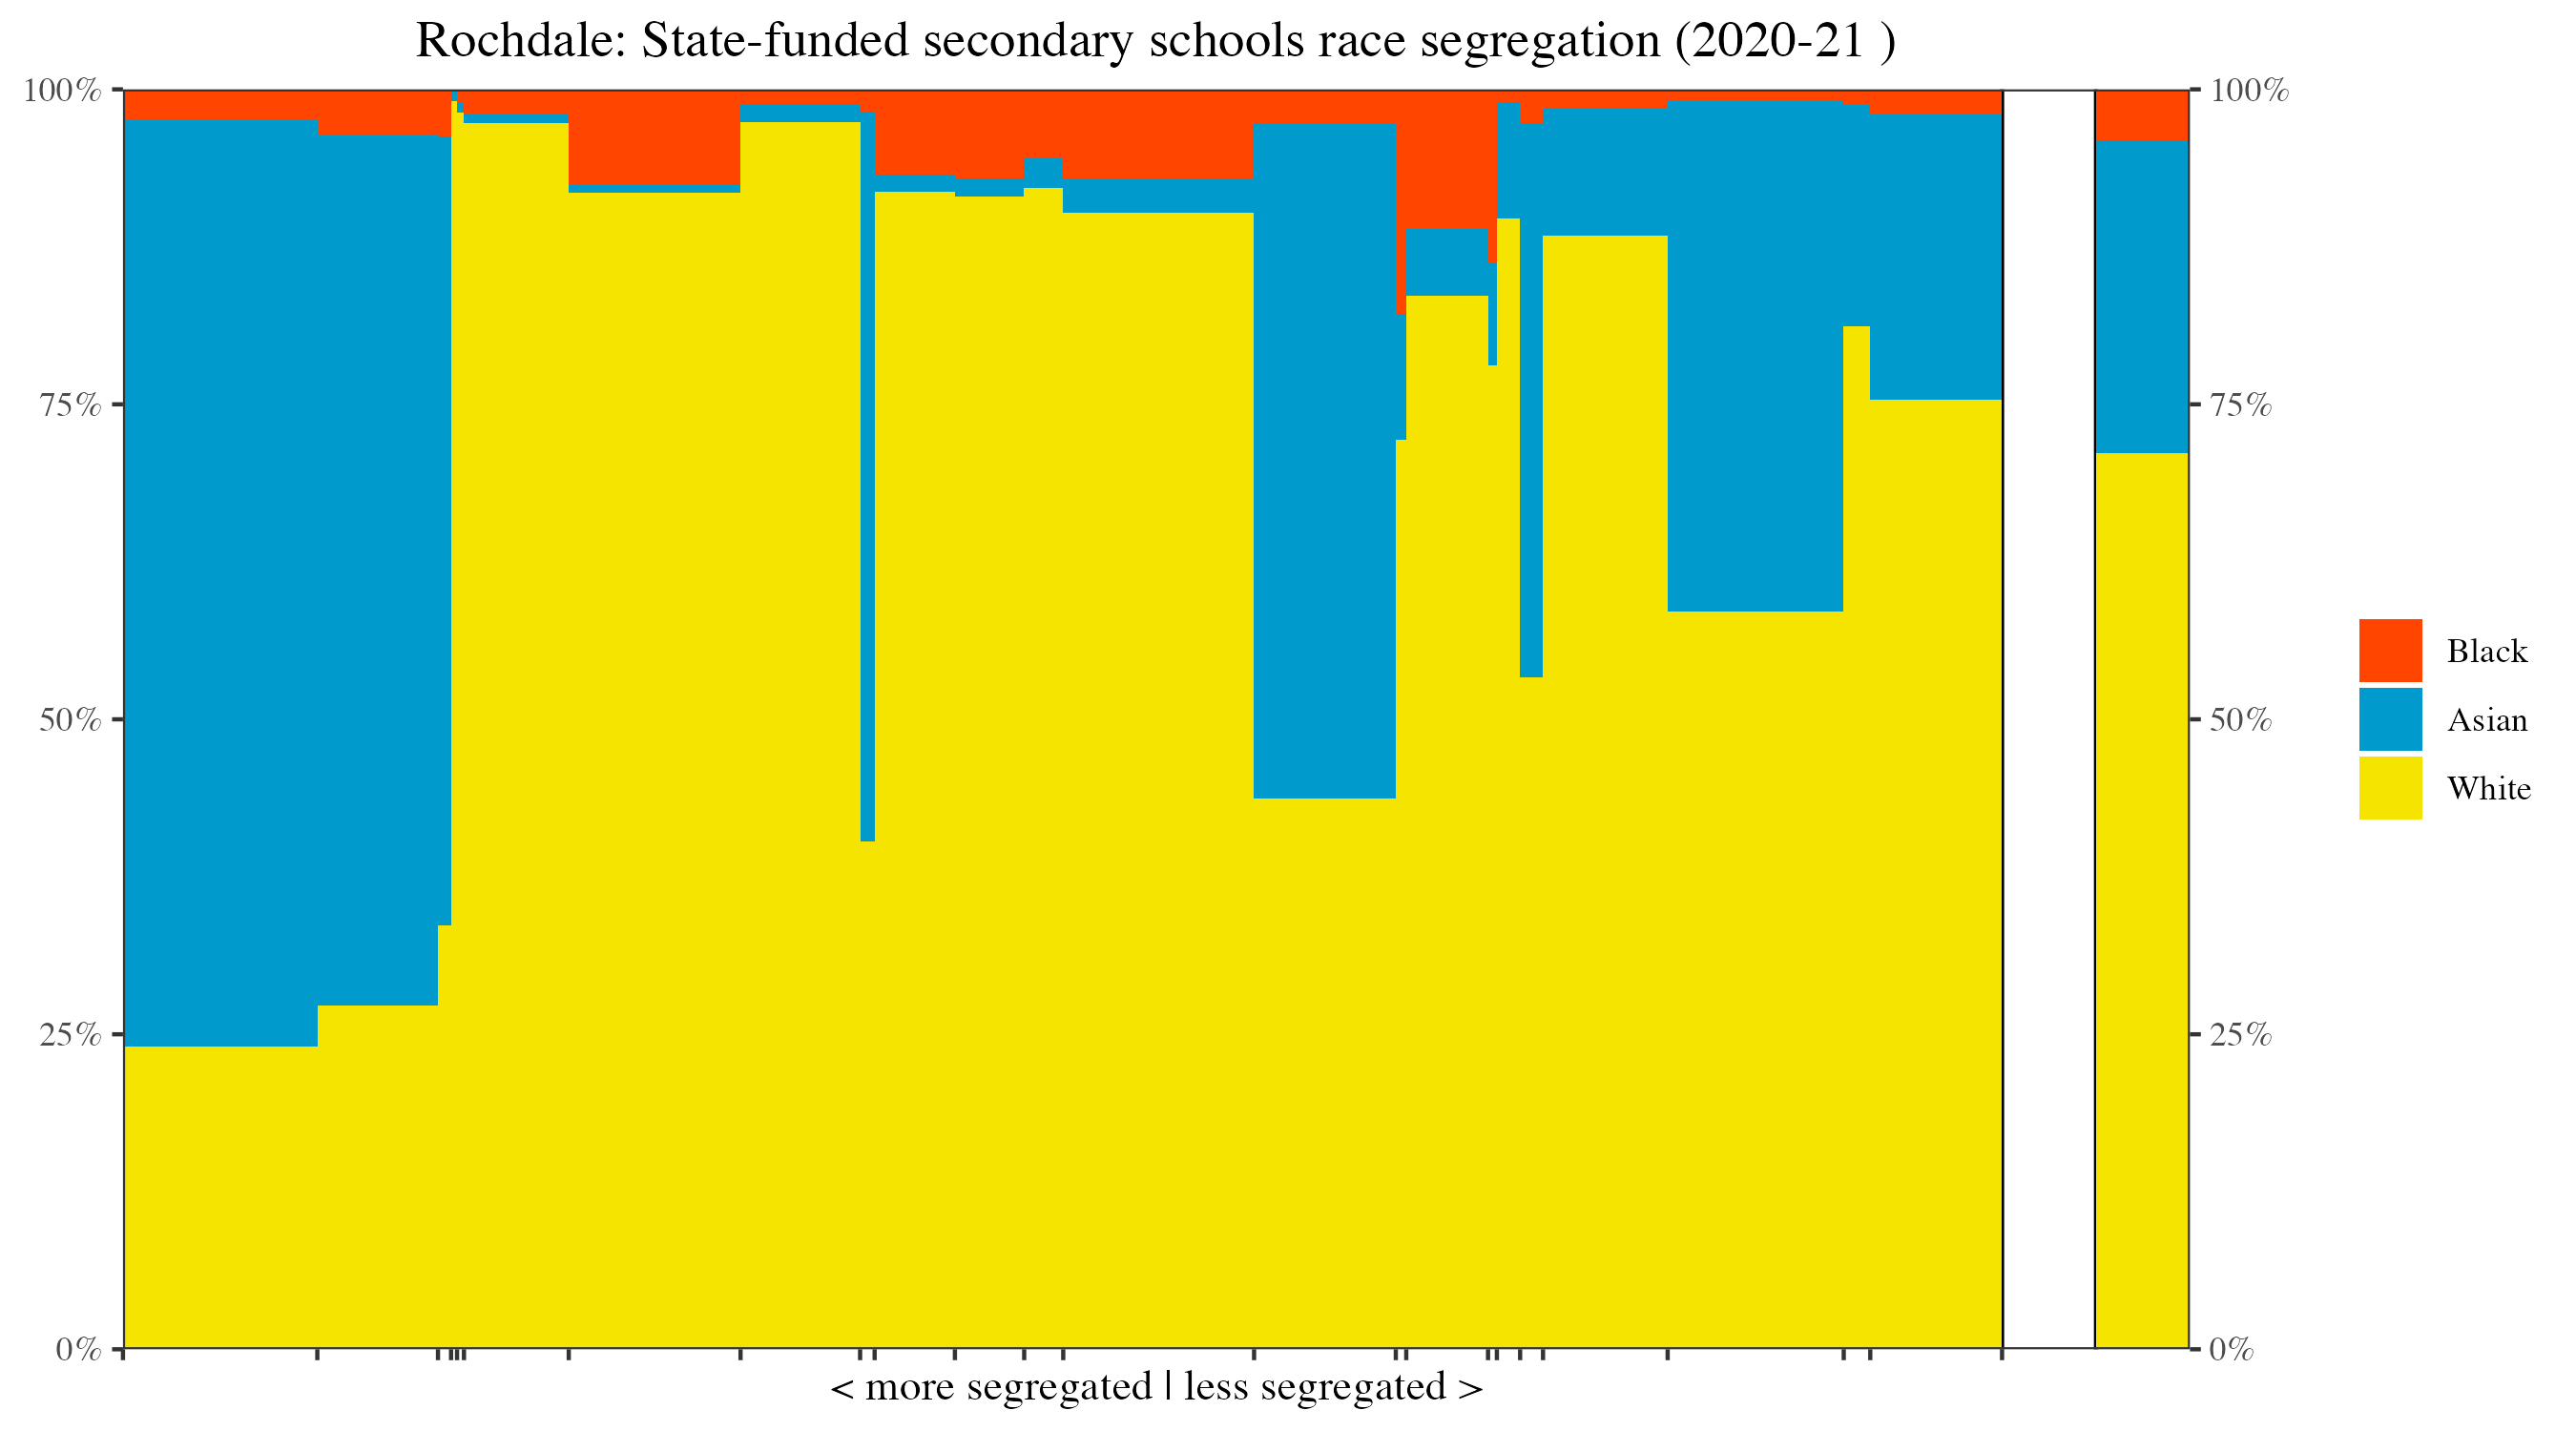 Rochdale: State-funded secondary schools race segregation (2020-21 )
100%
75%
50%
25%
0%
100%
75%
50%
25%
0%
Black
Asian
White
< more segregated | less segregated >